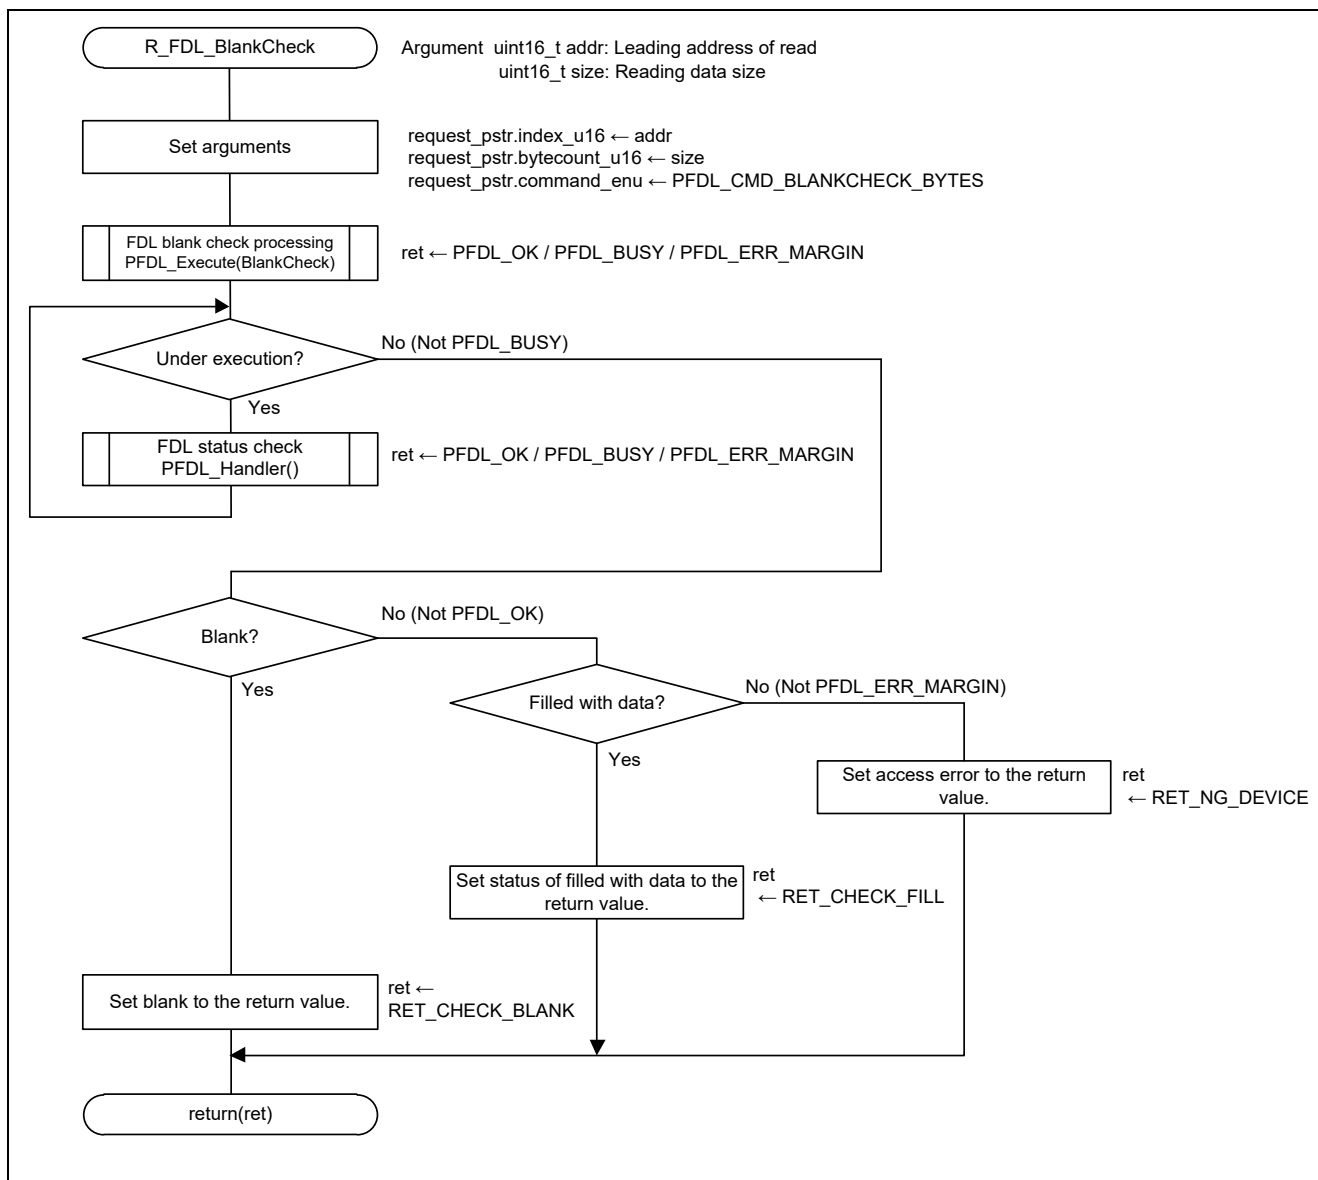 R_FDL_BlankCheck
Argument uint16_t addr: Leading address of read
uint16_t size: Reading data size
Set arguments
request_pstr.index_u16 ← addr
request_pstr.bytecount_u16 ← size
request_pstr.command_enu ← PFDL_CMD_BLANKCHECK_BYTES
FDL blank check processing
PFDL_Execute(BlankCheck)
ret ← PFDL_OK / PFDL_BUSY / PFDL_ERR_MARGIN
Under execution?
No (Not PFDL_BUSY)
Yes
FDL status check
PFDL_Handler()
ret ← PFDL_OK / PFDL_BUSY / PFDL_ERR_MARGIN
Blank?
No (Not PFDL_OK)
Yes
Filled with data?
No (Not PFDL_ERR_MARGIN)
Yes
Set access error to the return
value.
ret
← RET_NG_DEVICE
Set status of filled with data to the
return value.
ret
← RET_CHECK_FILL
Set blank to the return value.
ret ←
RET_CHECK_BLANK
return(ret)